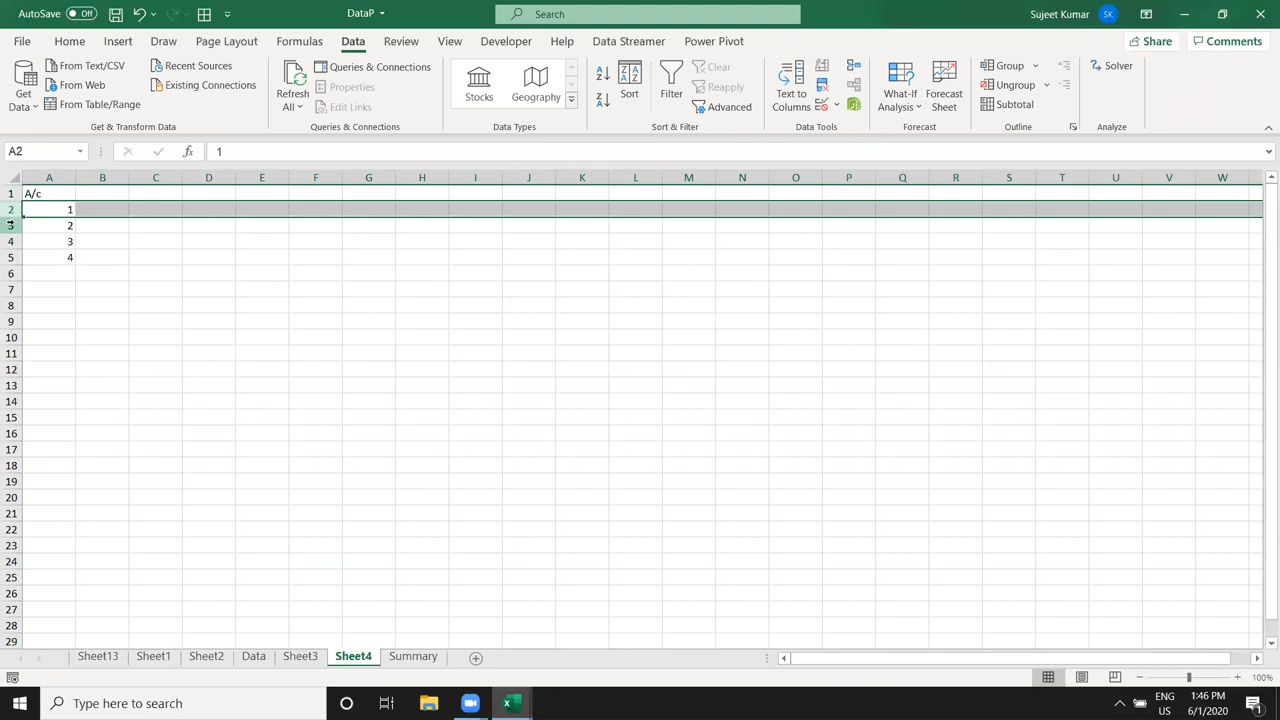 AutoSave Off DataP Search Sujeet Kumar SK
File Home Insert Draw Page Layout Formulas Data Review View Developer Help Data Streamer Power Pivot Share Comments
Get Data From Text/CSV From Web From Table/Range Recent Sources Existing Connections
Refresh All Queries & Connections Properties Edit Links
Stocks Geography
Sort Filter Clear Reapply Advanced
Text to Columns
What-If Analysis Forecast Sheet
Group Ungroup Subtotal
Solver
Get & Transform Data Queries & Connections Data Types Sort & Filter Data Tools Forecast Outline Analyze
A2 fx 1
A B C D E F G H I J K L M N O P Q R S T U V W
1 A/c
2 1
3 2
4 3
5 4
6
7
8
9
10
11
12
13
14
15
16
17
18
19
20
21
22
23
24
25
26
27
28
29
Sheet13 Sheet1 Sheet2 Data Sheet3 Sheet4 Summary
100%
Type here to search ENG US 1:46 PM 6/1/2020 1